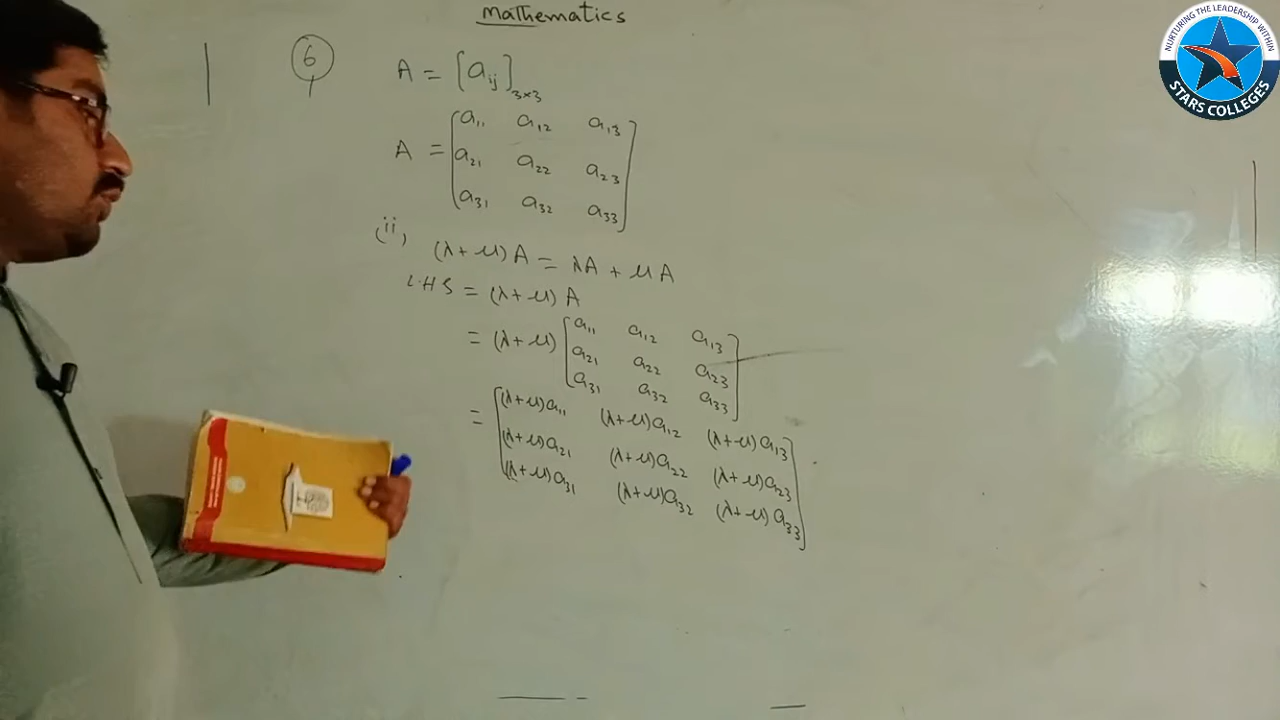 Mathematics
NURTURING THE LEADERSHIP WITHIN
STARS COLLEGES
6
A = [aij]3×3
A = [a11 a12 a13
a21 a22 a23
a31 a32 a33]
(ii) (λ+μ)A = λA + μA
L.H.S = (λ+μ) A
= (λ+μ) [a11 a12 a13
a21 a22 a23
a31 a32 a33]
= [(λ+μ)a11 (λ+μ)a12 (λ+μ)a13
(λ+μ)a21 (λ+μ)a22 (λ+μ)a23
(λ+μ)a31 (λ+μ)a32 (λ+μ)a33]